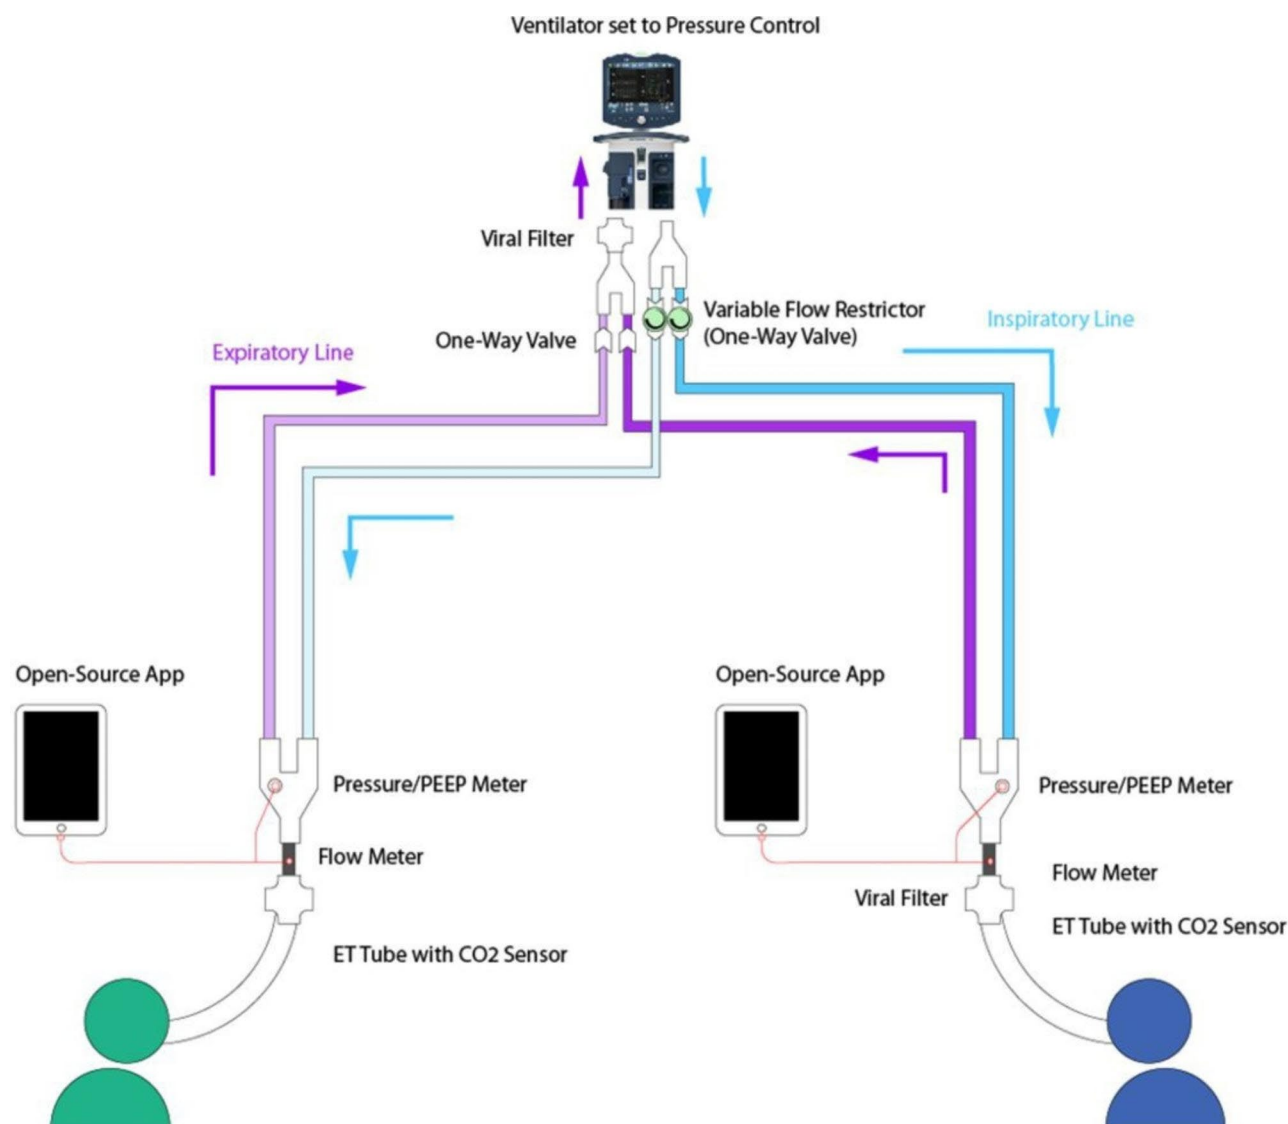 Ventilator set to Pressure Control
Viral Filter
Variable Flow Restrictor
(One-Way Valve)
Inspiratory Line
One-Way Valve
Expiratory Line
Open-Source App
Open-Source App
Pressure/PEEP Meter
Pressure/PEEP Meter
Flow Meter
Flow Meter
Viral Filter
ET Tube with CO2 Sensor
ET Tube with CO2 Sensor